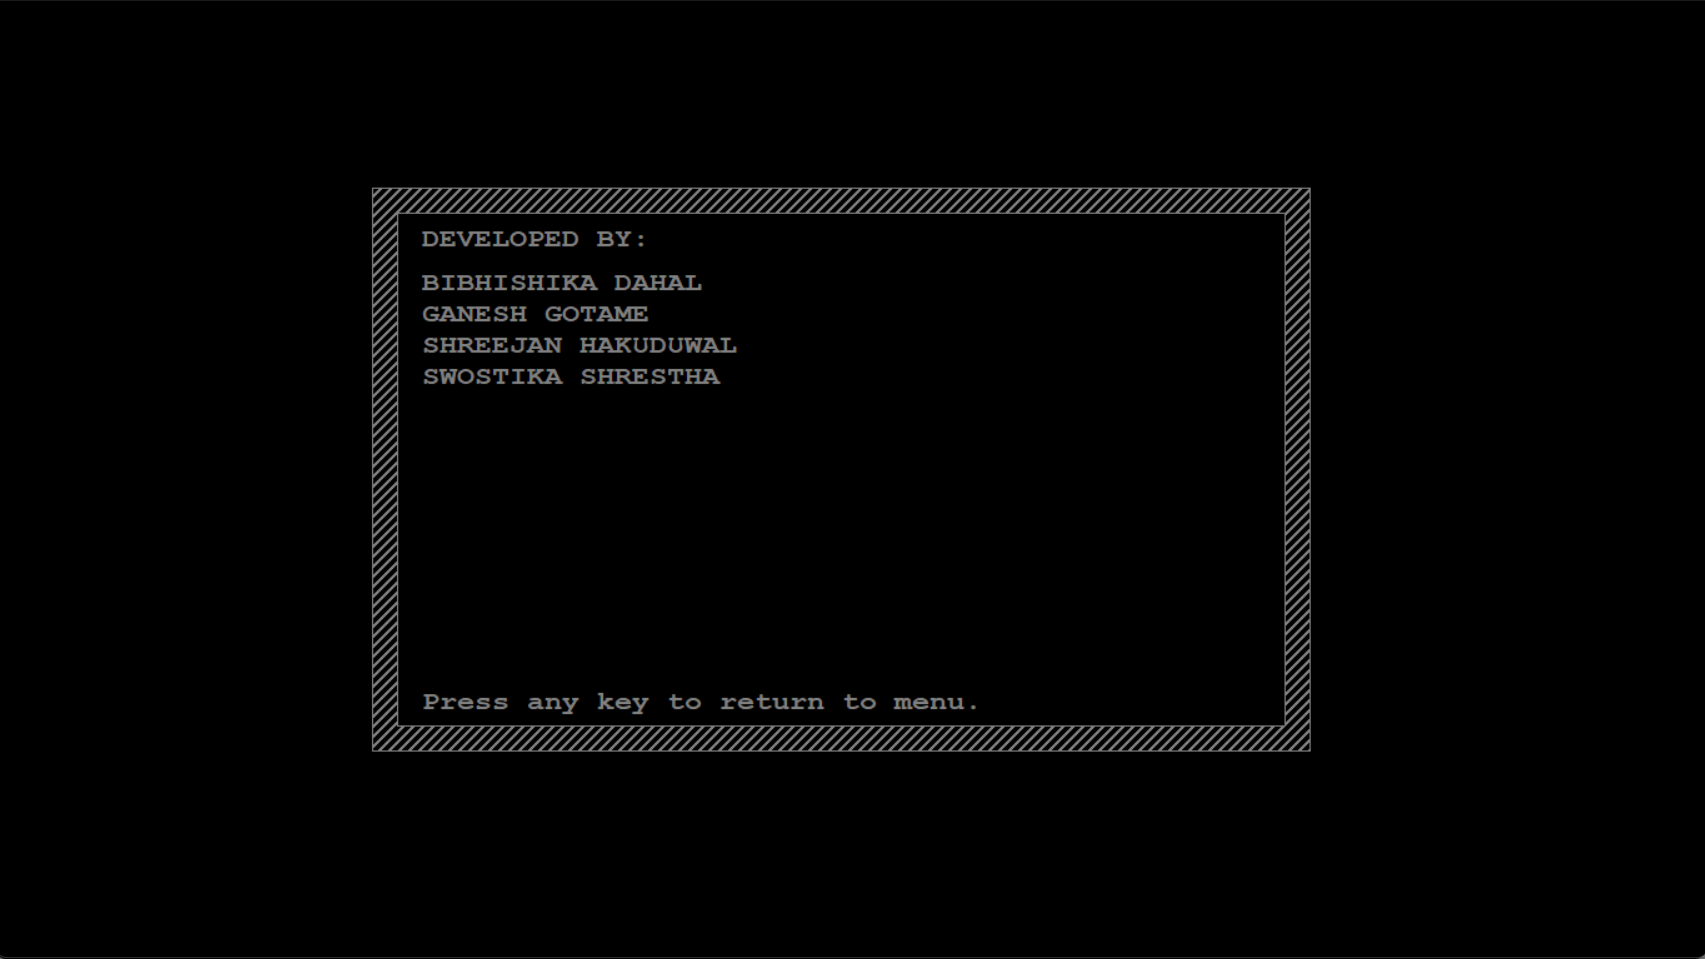 DEVELOPED BY:
BIBHISHIKA DAHAL
GANESH GOTAME
SHREEJAN HAKUDUWAL
SWOSTIKA SHRESTHA
Press any key to return to menu.